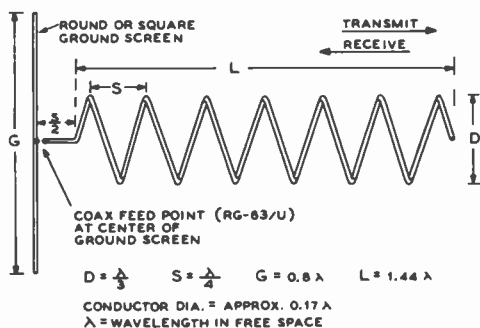 ROUND OR SQUARE
GROUND SCREEN
TRANSMIT
RECEIVE
L
S
S/2
G
D
COAX FEED POINT (RG-63/U)
AT CENTER OF
GROUND SCREEN
D = λ/3 S = λ/4 G = 0.8 λ L = 1.44 λ
CONDUCTOR DIA. = APPROX. 0.17 λ
λ = WAVELENGTH IN FREE SPACE